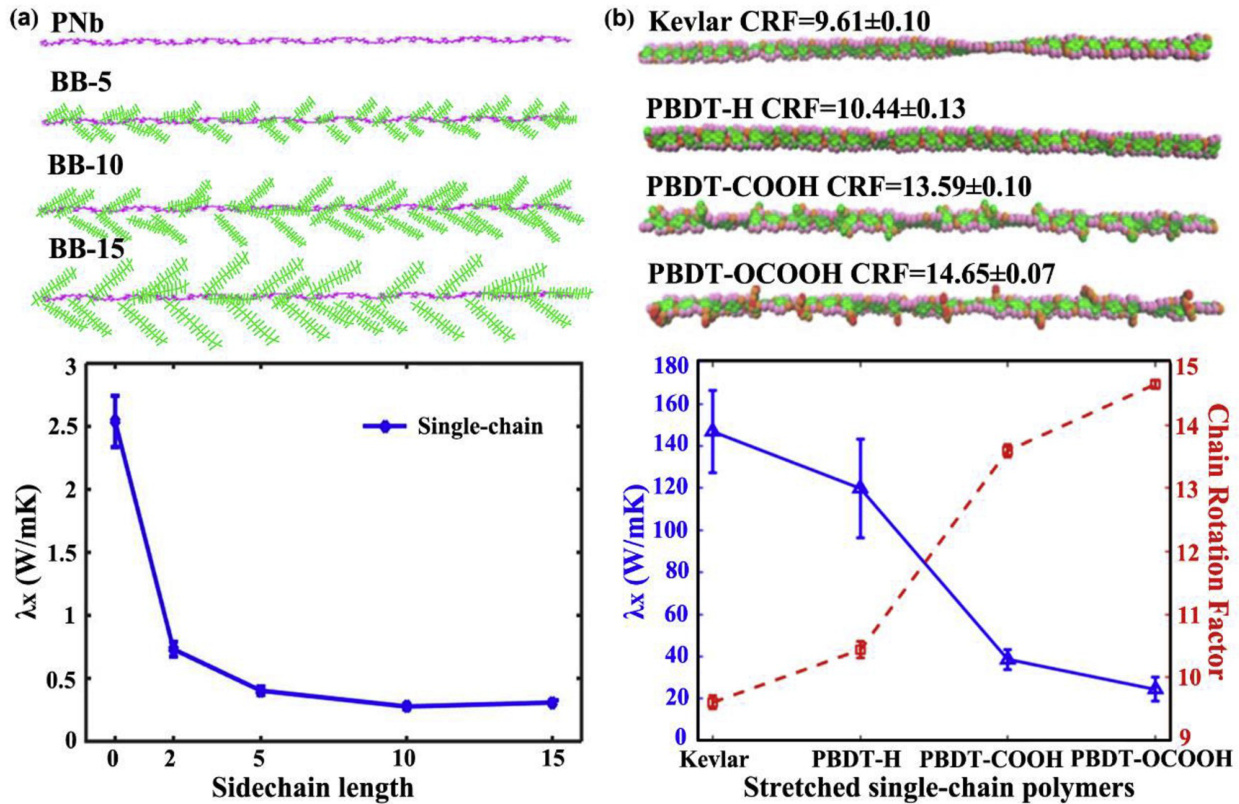 (a)
PNb
BB-5
BB-10
BB-15
3
2.5
2
1.5
1
0.5
0
λx (W/mK)
Single-chain
0 2 5 10 15
Sidechain length
(b)
Kevlar CRF=9.61±0.10
PBDT-H CRF=10.44±0.13
PBDT-COOH CRF=13.59±0.10
PBDT-OCOOH CRF=14.65±0.07
180
160
140
120
100
80
60
40
20
0
λx (W/mK)
15
14
13
12
11
10
9
Chain Rotation Factor
Kevlar PBDT-H PBDT-COOH PBDT-OCOOH
Stretched single-chain polymers